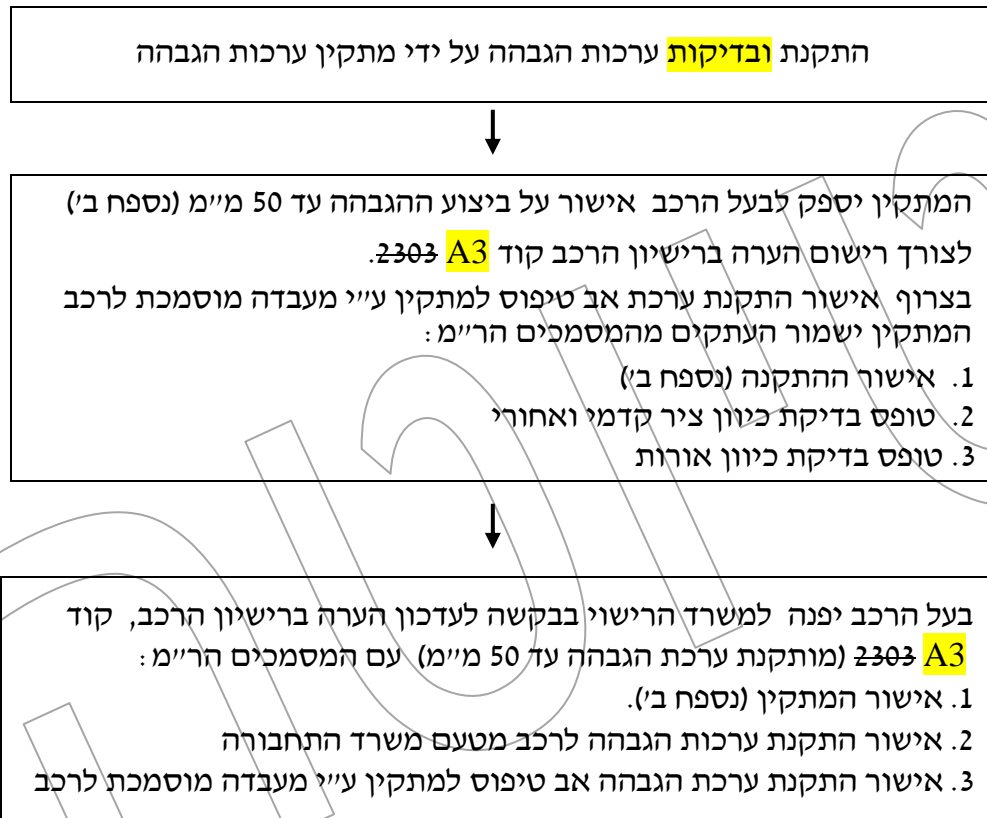 התקנת ובדיקות ערכות הגבהה על ידי מתקין ערכות הגבהה
המתקין יספק לבעל הרכב אישור על ביצוע ההגבהה עד 50 מ״מ (נספח ב׳)
לצורך רישום הערה ברישיון הרכב קוד A3 2303.
בצרוף אישור התקנת ערכת אב טיפוס למתקין ע״י מעבדה מוסמכת לרכב
המתקין ישמור העתקים מהמסמכים הר״מ:
1. אישור ההתקנה (נספח ב׳)
2. טופס בדיקת כיוון ציר קדמי ואחורי
3. טופס בדיקת כיוון אורות
בעל הרכב יפנה למשרד הרישוי בבקשה לעדכון הערה ברישיון הרכב, קוד
A3 2303 (מותקנת ערכת הגבהה עד 50 מ״מ) עם המסמכים הר״מ:
1. אישור המתקין (נספח ב׳).
2. אישור התקנת ערכות הגבהה לרכב מטעם משרד התחבורה
3. אישור התקנת ערכת הגבהה אב טיפוס למתקין ע״י מעבדה מוסמכת לרכב